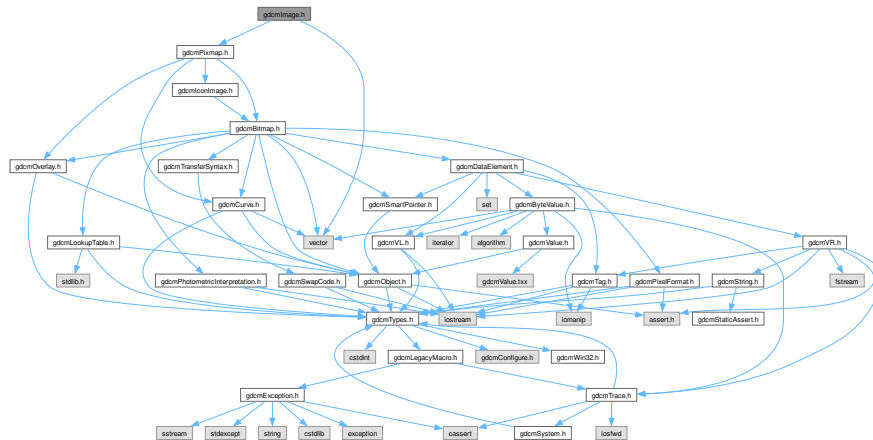 gdcmImage.h
gdcmPixmap.h
gdcmIconImage.h
gdcmBitmap.h
gdcmOverlay.h
gdcmTransferSyntax.h
gdcmDataElement.h
gdcmCurve.h
gdcmSmartPointer.h
set
gdcmByteValue.h
gdcmLookupTable.h
vector
gdcmVL.h
iterator
algorithm
gdcmValue.h
gdcmVR.h
stdlib.h
gdcmPhotometricInterpretation.h
gdcmSwapCode.h
gdcmObject.h
gdcmValue.txx
gdcmTag.h
gdcmPixelFormat.h
gdcmString.h
fstream
gdcmTypes.h
iostream
iomanip
assert.h
gdcmStaticAssert.h
cstdint
gdcmLegacyMacro.h
gdcmConfigure.h
gdcmWin32.h
gdcmException.h
gdcmTrace.h
sstream
stdexcept
string
cstdlib
exception
cassert
gdcmSystem.h
iosfwd